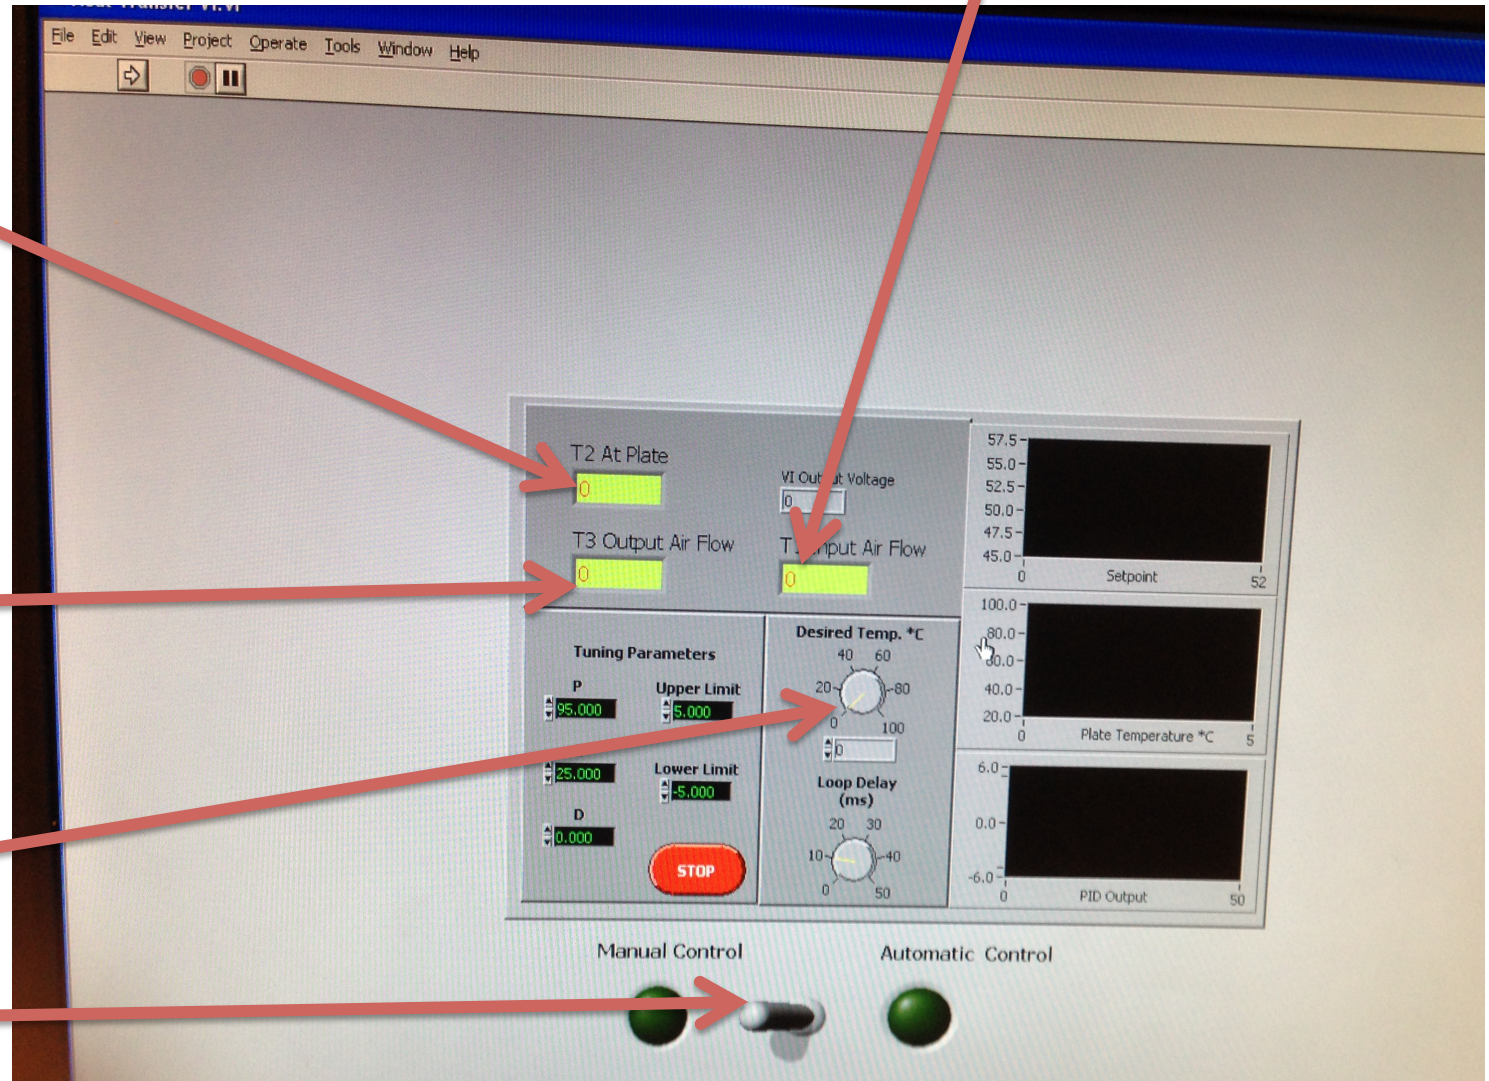 File Edit View Project Operate Tools Window Help
T2 At Plate
0
VI Output Voltage
0
T3 Output Air Flow
0
Input Air Flow
0
Tuning Parameters
P
95.000
Upper Limit
5.000
25.000
Lower Limit
-5.000
D
0.000
STOP
Desired Temp. *C
40 60
20 80
0 100
0
Loop Delay
(ms)
20 30
10 40
0 50
57.5
55.0
52.5
50.0
47.5
45.0
0 Setpoint 52
100.0
80.0
60.0
40.0
20.0
0 Plate Temperature *C 5
6.0
0.0
-6.0
0 PID Output 50
Manual Control
Automatic Control